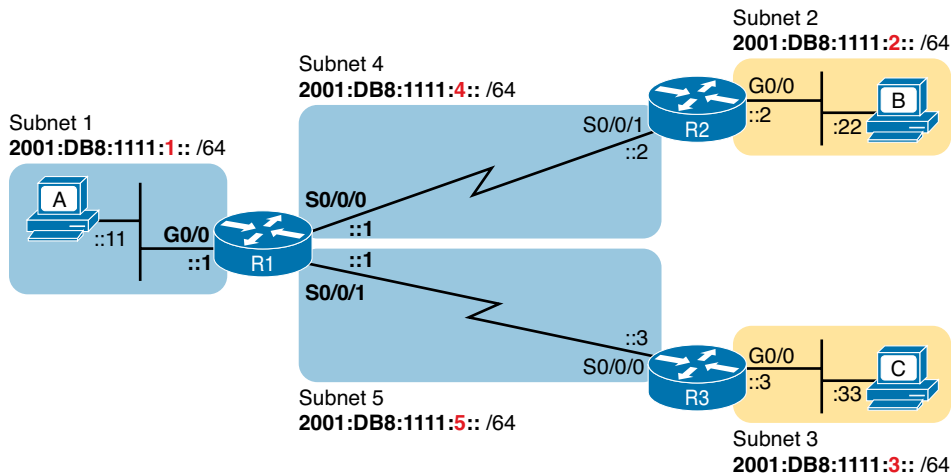 Subnet 2
2001:DB8:1111:2:: /64
Subnet 4
2001:DB8:1111:4:: /64
G0/0
B
R2
::2
:22
S0/0/1
::2
Subnet 1
2001:DB8:1111:1:: /64
A
::11
G0/0
::1
R1
S0/0/0
::1
::1
S0/0/1
::3
S0/0/0
R3
G0/0
::3
C
:33
Subnet 5
2001:DB8:1111:5:: /64
Subnet 3
2001:DB8:1111:3:: /64